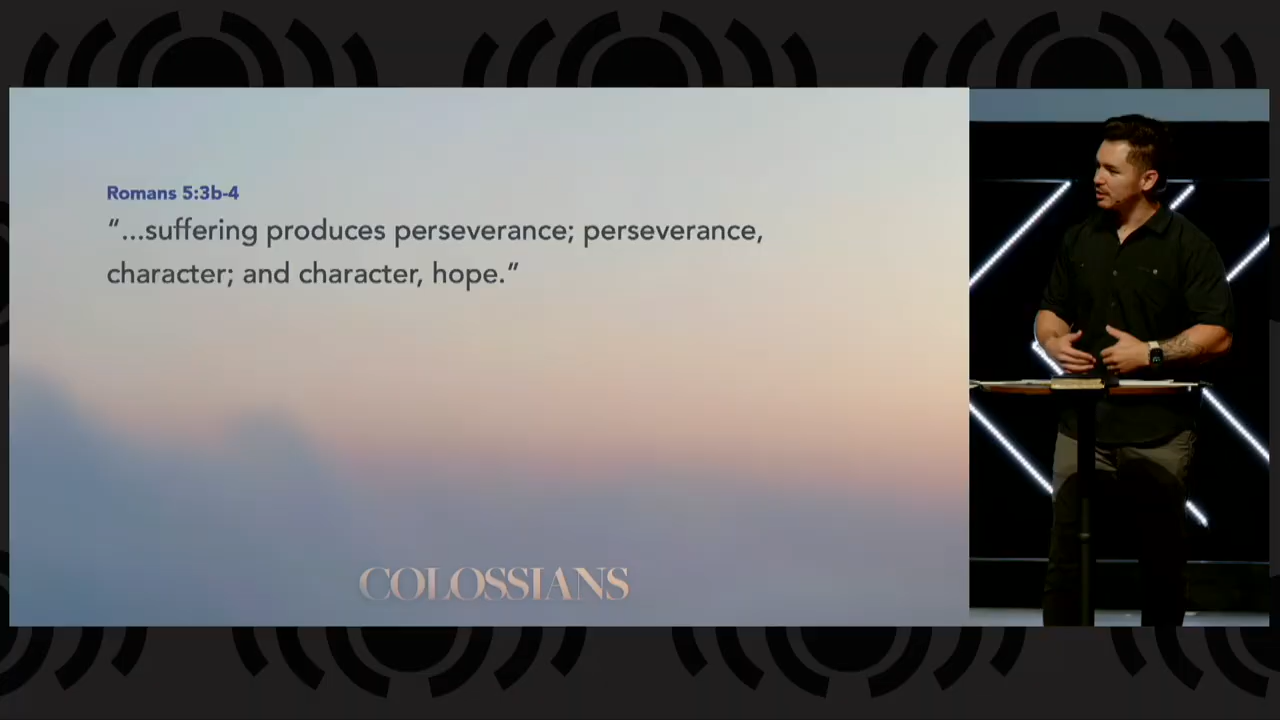 Romans 5:3b-4
“...suffering produces perseverance; perseverance,
character; and character, hope.”
COLOSSIANS